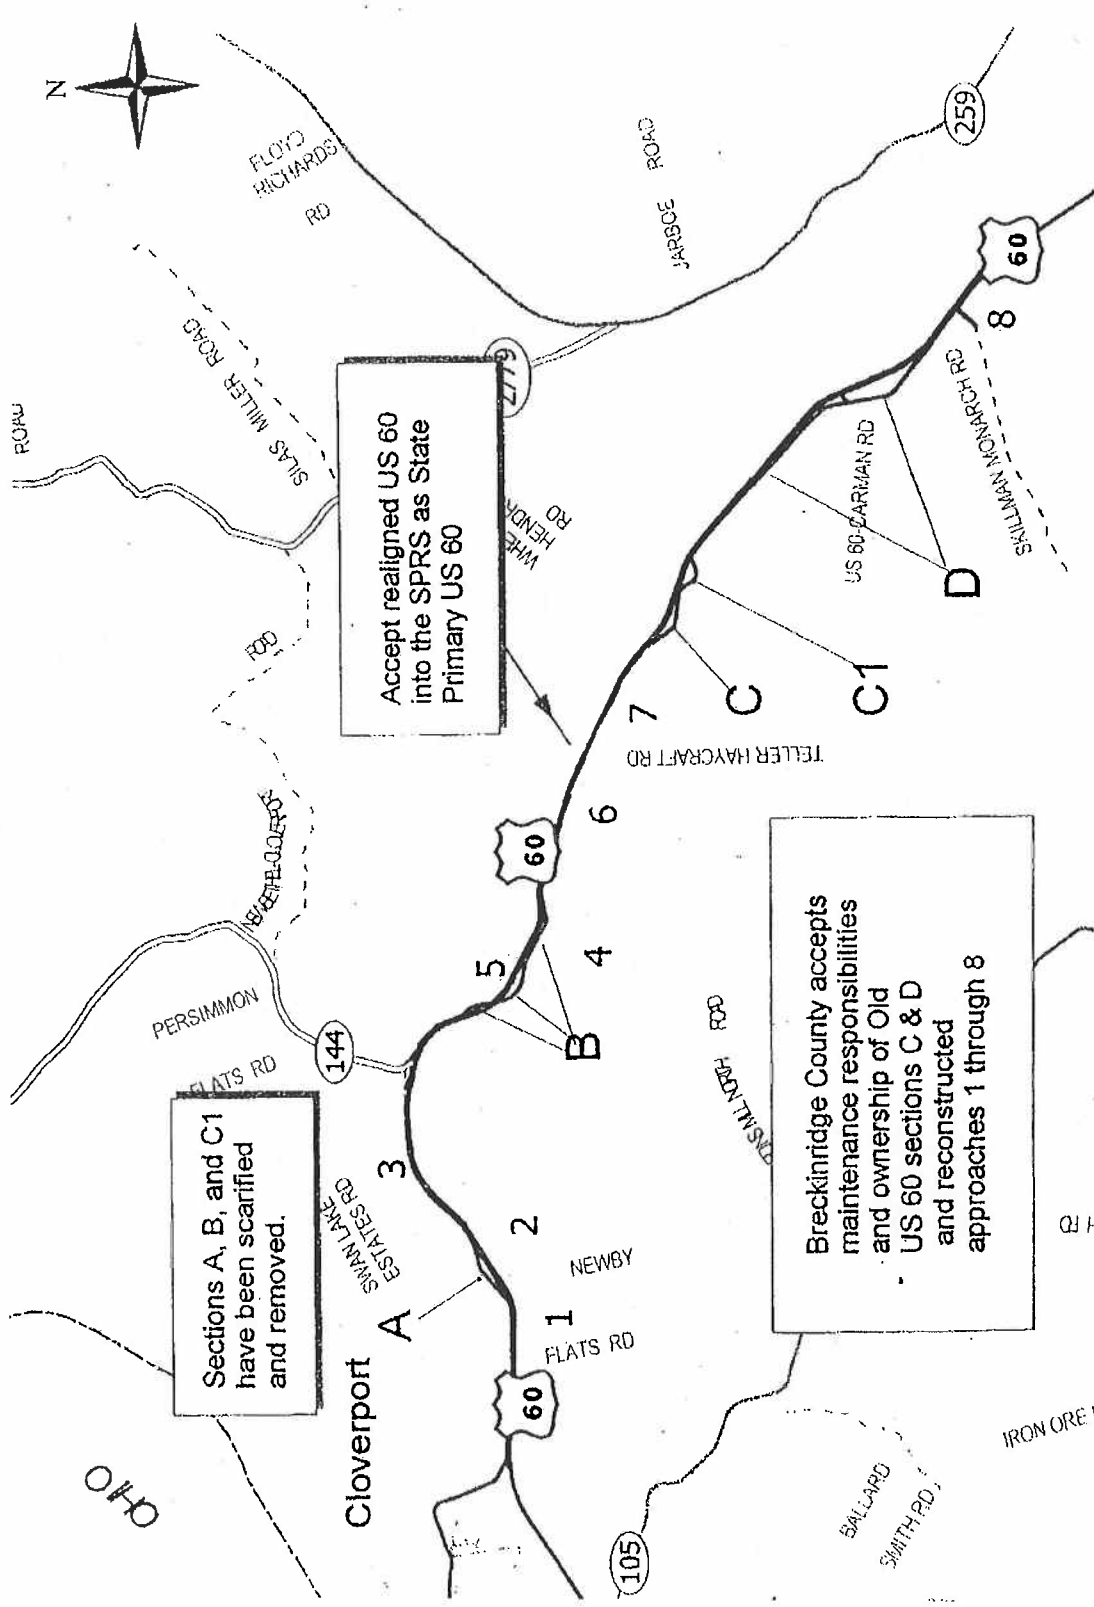 N
OHIO
Cloverport
Sections A, B, and C1
have been scarified
and removed.
FLATS RD
PERSIMMON
144
SWAN LAKE
ESTATES RD
ROAD
ROAD
SILAS MILLER ROAD
FLOYD
RICHARDS
RD
Accept realigned US 60
into the SPRS as State
Primary US 60
2779
RD
JARBOE ROAD
259
60
A
1
2
3
FLATS RD
NEWBY
5
4
B
60
6
7
TELLER HAYCRAFT RD
C
C1
D
US 60-CARMAN RD
SKILLMAN MONARCH RD
8
60
105
BALLARD
SMITH RD
IRON ORE
NORTH ROAD
Breckinridge County accepts
maintenance responsibilities
and ownership of Old
US 60 sections C & D
and reconstructed
approaches 1 through 8